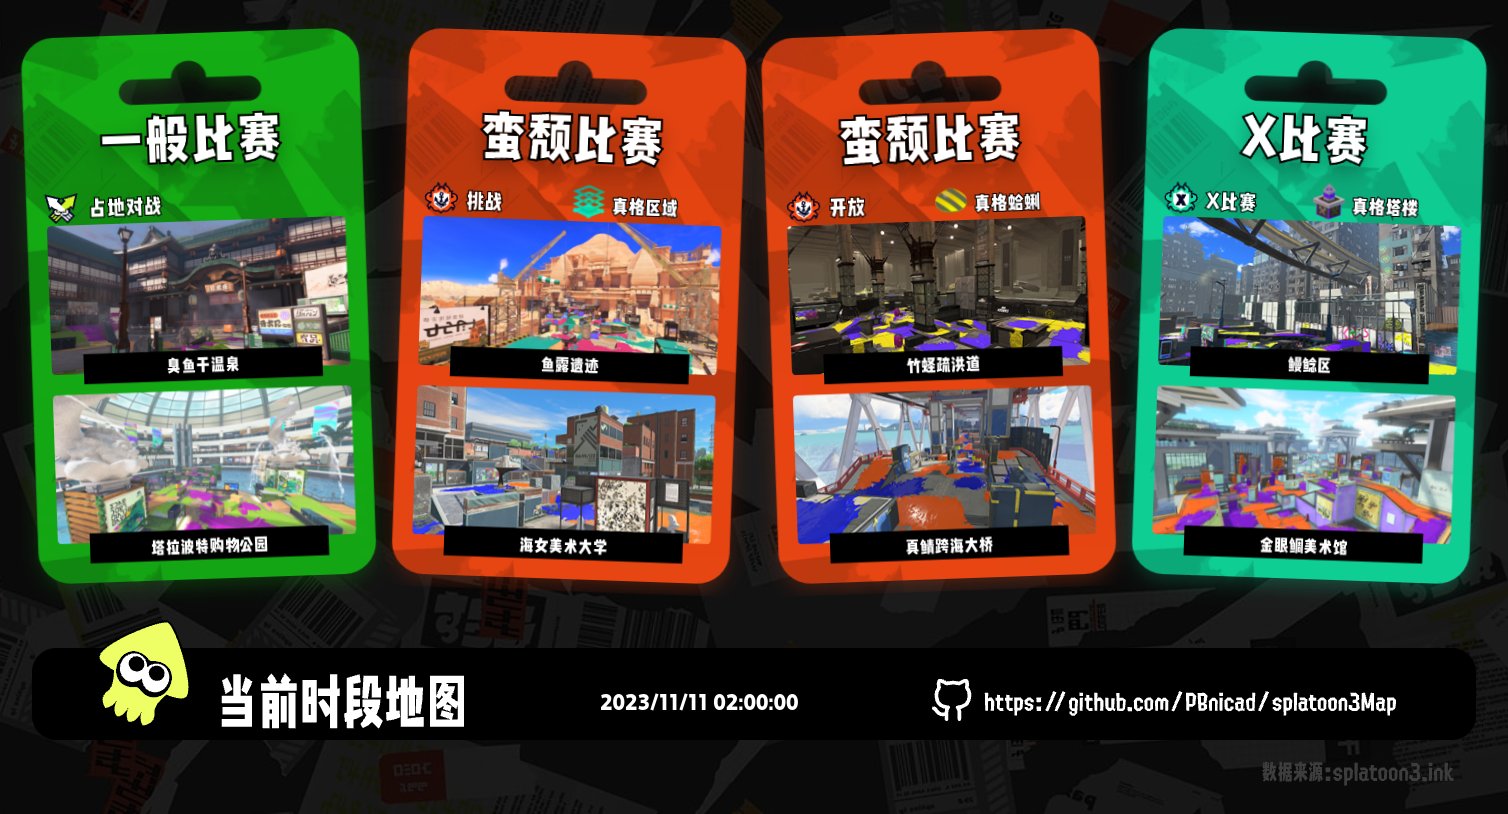 一般比赛
占地对战
臭鱼干温泉
塔拉波特购物公园
蛮颓比赛
挑战
真格区域
鱼露遗迹
海女美术大学
蛮颓比赛
开放
真格蛤蜊
竹蛏疏洪道
真鲭跨海大桥
X比赛
X比赛
真格塔楼
鳗鲶区
金眼鲷美术馆
当前时段地图
2023/11/11 02:00:00
https://github.com/PBnicad/splatoon3Map
数据来源:splatoon3.ink